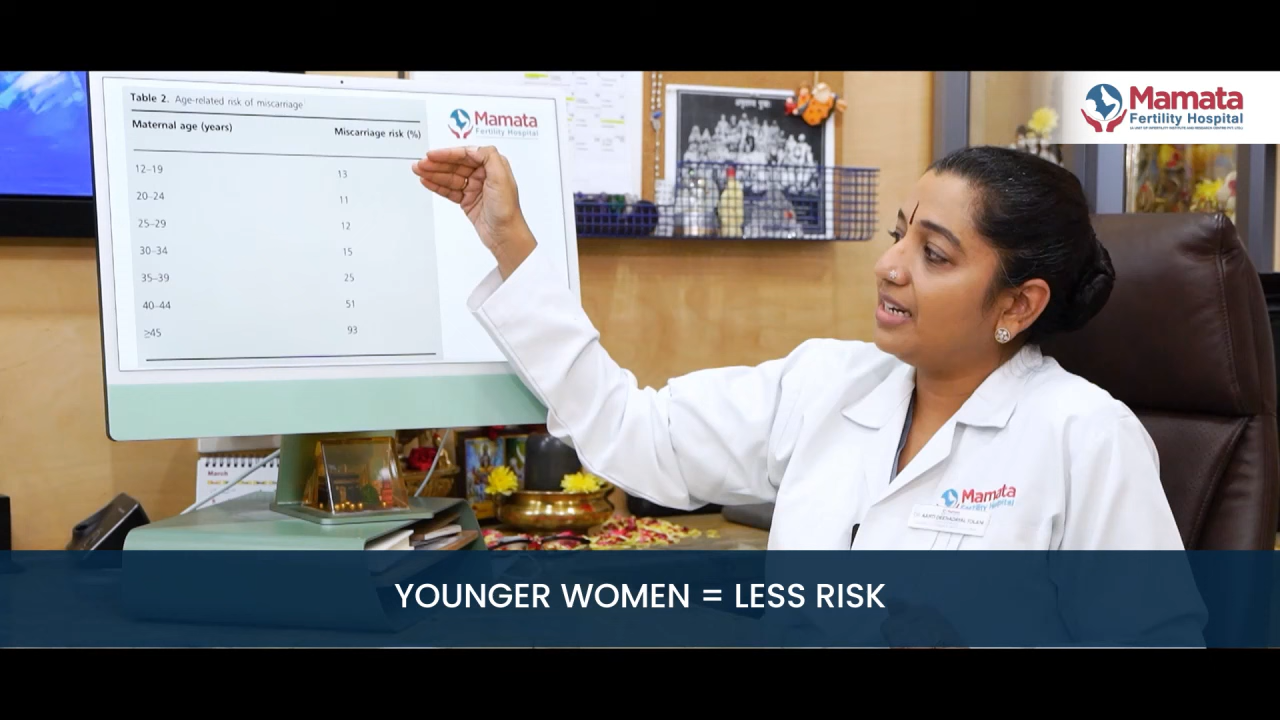 Table 2. Age-related risk of miscarriage
Maternal age (years) Miscarriage risk (%)
12–19 13
20–24 11
25–29 12
30–34 15
35–39 25
40–44 51
≥45 93
Mamata
Fertility Hospital
Mamata
Fertility Hospital
March
Mamata
Fertility Hospital
YOUNGER WOMEN = LESS RISK